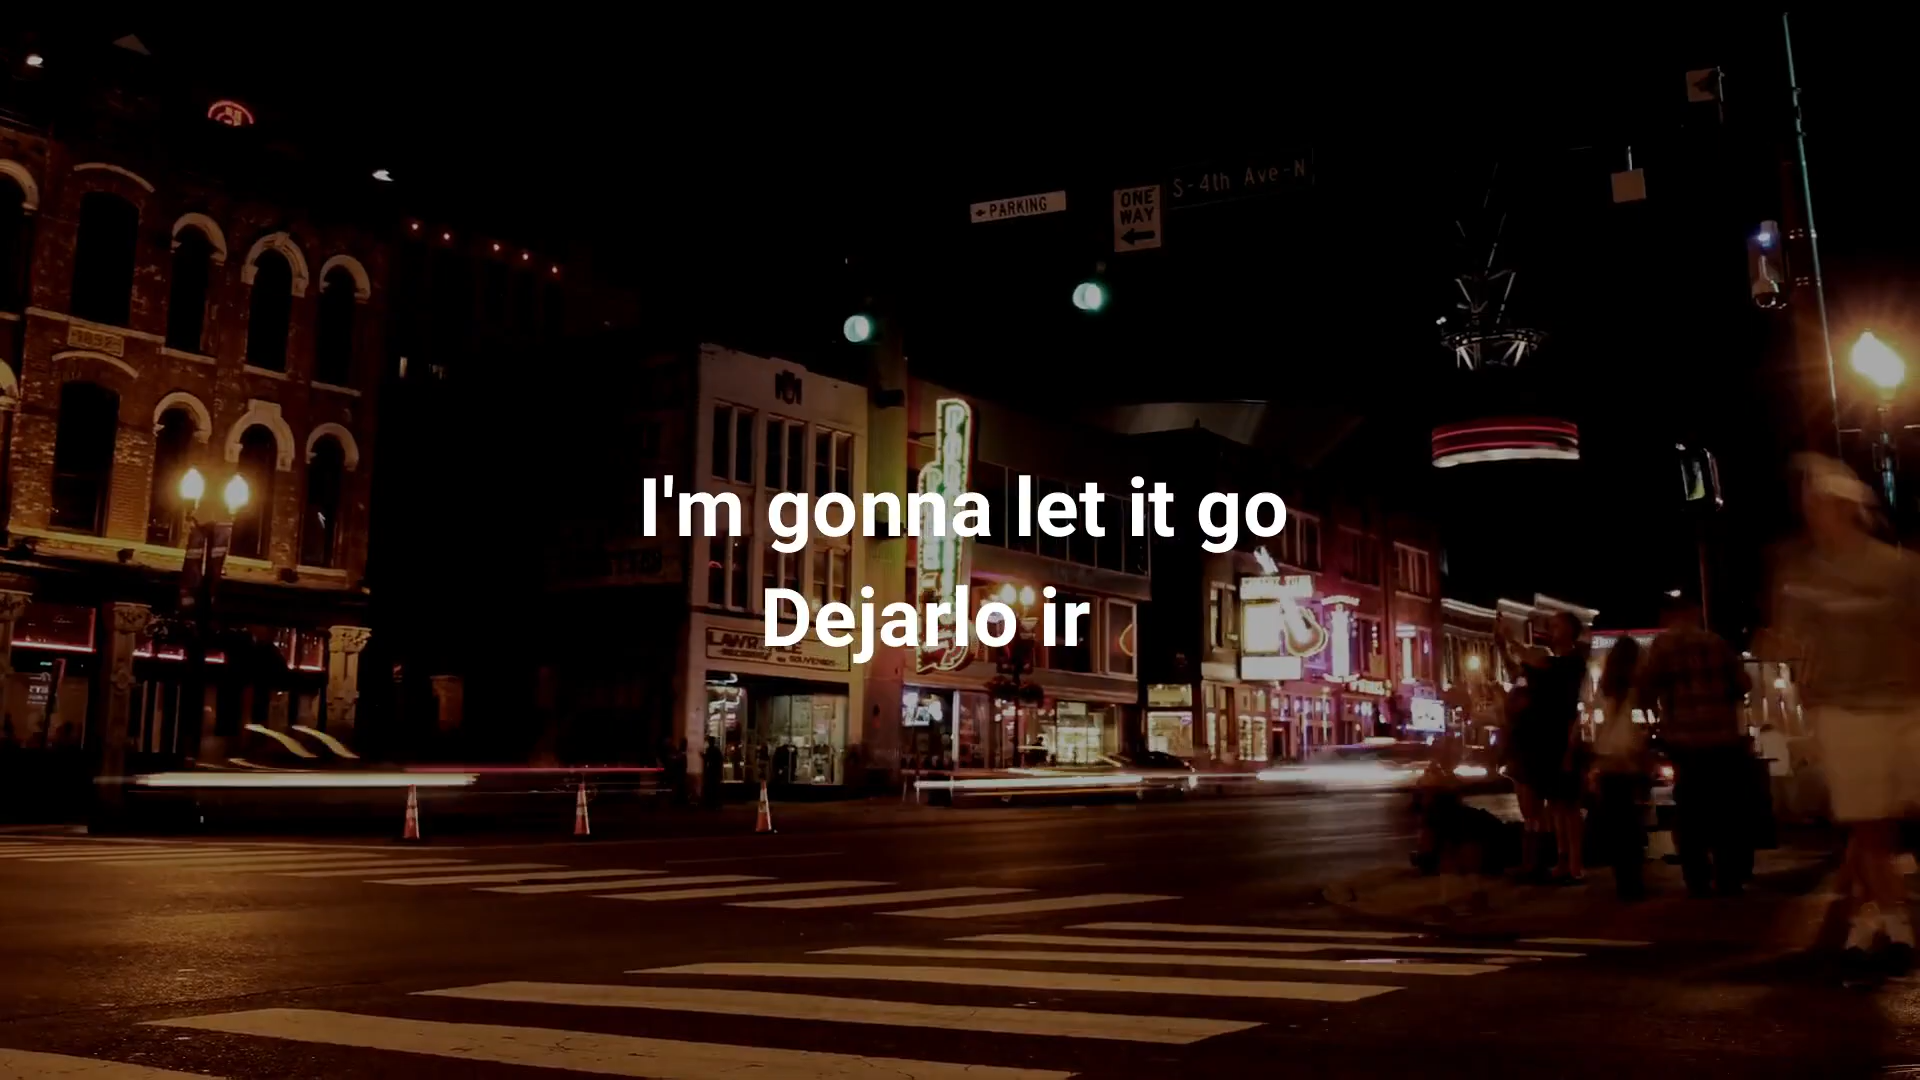 S-4th Ave-N
PARKING
ONE
WAY
1892
I'm gonna let it go
Dejarlo ir